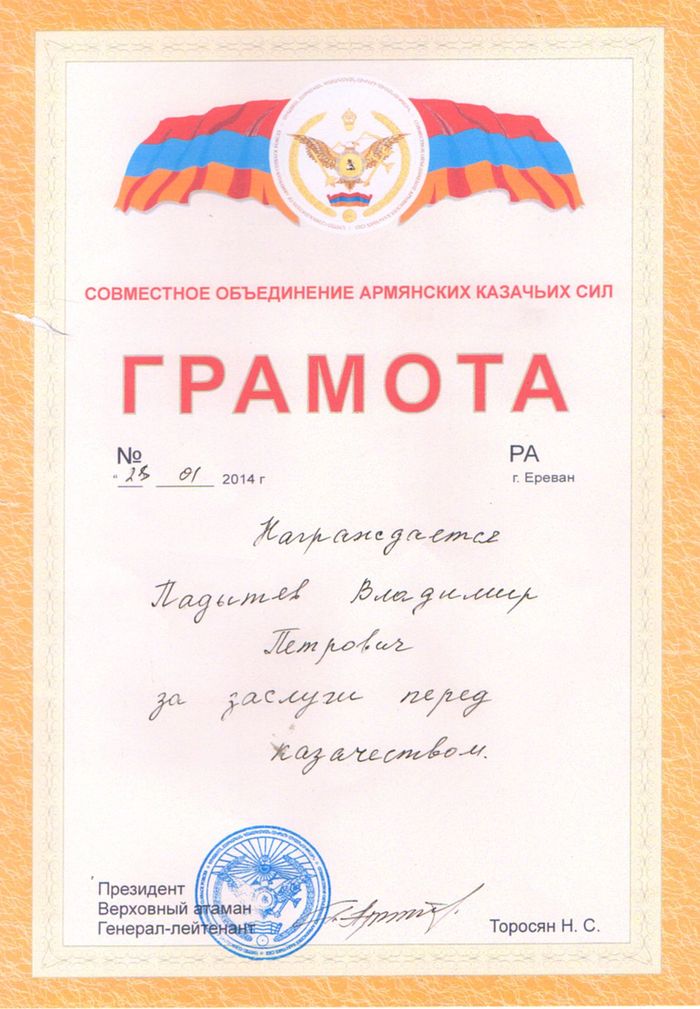 СОВМЕСТНОЕ ОБЪЕДИНЕНИЕ АРМЯНСКИХ КАЗАЧЬИХ СИЛ
ГРАМОТА
№ РА
" 23 01 2014 г г. Ереван
Награждается
Падытев Владимир
Петрович
за заслуги перед
казачеством.
Президент
Верховный атаман
Генерал-лейтенант Торосян Н. С.